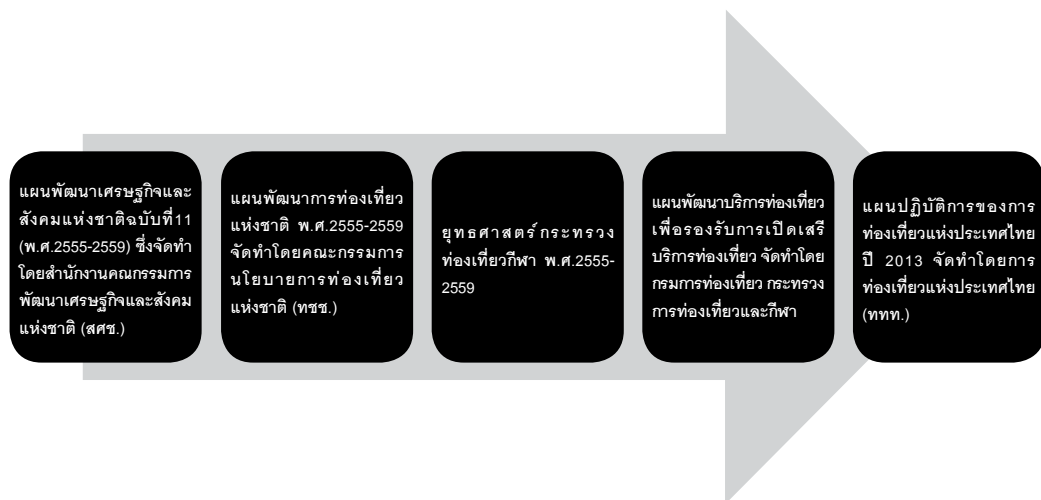 แผนพัฒนาเศรษฐกิจและ
สังคมแห่งชาติฉบับที่11
(พ.ศ.2555-2559) ซึ่งจัดทำ
โดยสำนักงานคณกรรมการ
พัฒนาเศรษฐกิจและสังคม
แห่งชาติ (สศช.)
แผนพัฒนาการท่องเที่ยว
แห่งชาติ พ.ศ.2555-2559
จัดทำโดยคณะกรรมการ
นโยบายการท่องเที่ยว
แห่งชาติ (ทชช.)
ยุทธศาสตร์กระทรวง
ท่องเที่ยวกีฬา พ.ศ.2555-
2559
แผนพัฒนาบริการท่องเที่ยว
เพื่อรองรับการเปิดเสรี
บริการท่องเที่ยว จัดทำโดย
กรมการท่องเที่ยว กระทรวง
การท่องเที่ยวและกีฬา
แผนปฏิบัติการของการ
ท่องเที่ยวแห่งประเทศไทย
ปี 2013 จัดทำโดยการ
ท่องเที่ยวแห่งประเทศไทย
(ททท.)